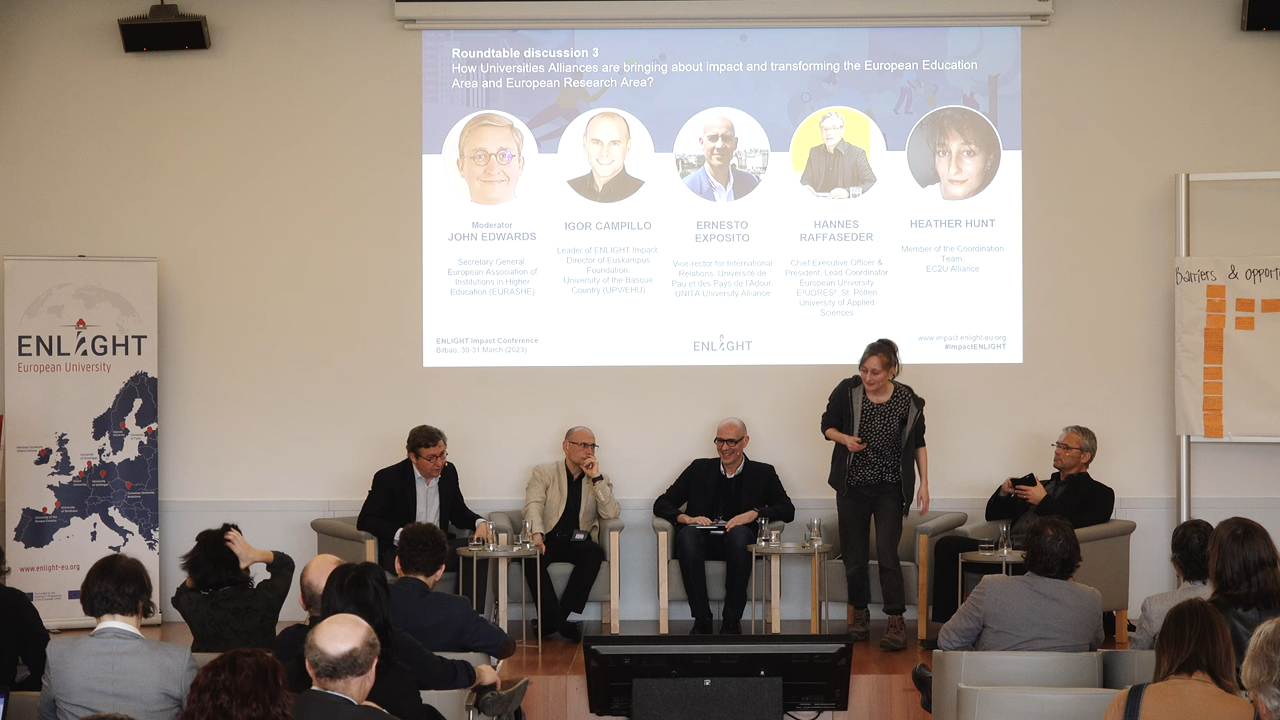 Roundtable discussion 3
How Universities Alliances are bringing about impact and transforming the European Education
Area and European Research Area?
Moderator
JOHN EDWARDS
Secretary General
European Association of
Institutions in Higher
Education (EURASHE)
IGOR CAMPILLO
Leader of ENLIGHT Impact
Director of Euskampus
Foundation.
University of the Basque
Country (UPV/EHU)
ERNESTO
EXPOSITO
Vice-rector for International
Relations. Université de
Pau et des Pays de l'Adour.
UNITA University Alliance
HANNES
RAFFASEDER
Chief Executive Officer &
President, Lead Coordinator
European University
E³UDRES², St. Pölten
University of Applied
Sciences
HEATHER HUNT
Member of the Coordination
Team
EC2U Alliance
ENLIGHT Impact Conference
Bilbao, 30-31 March (2023)
ENLIGHT
www.impact.enlight-eu.org
#ImpactENLIGHT
ENLIGHT
European University
www.enlight-eu.org
Barriers & opport